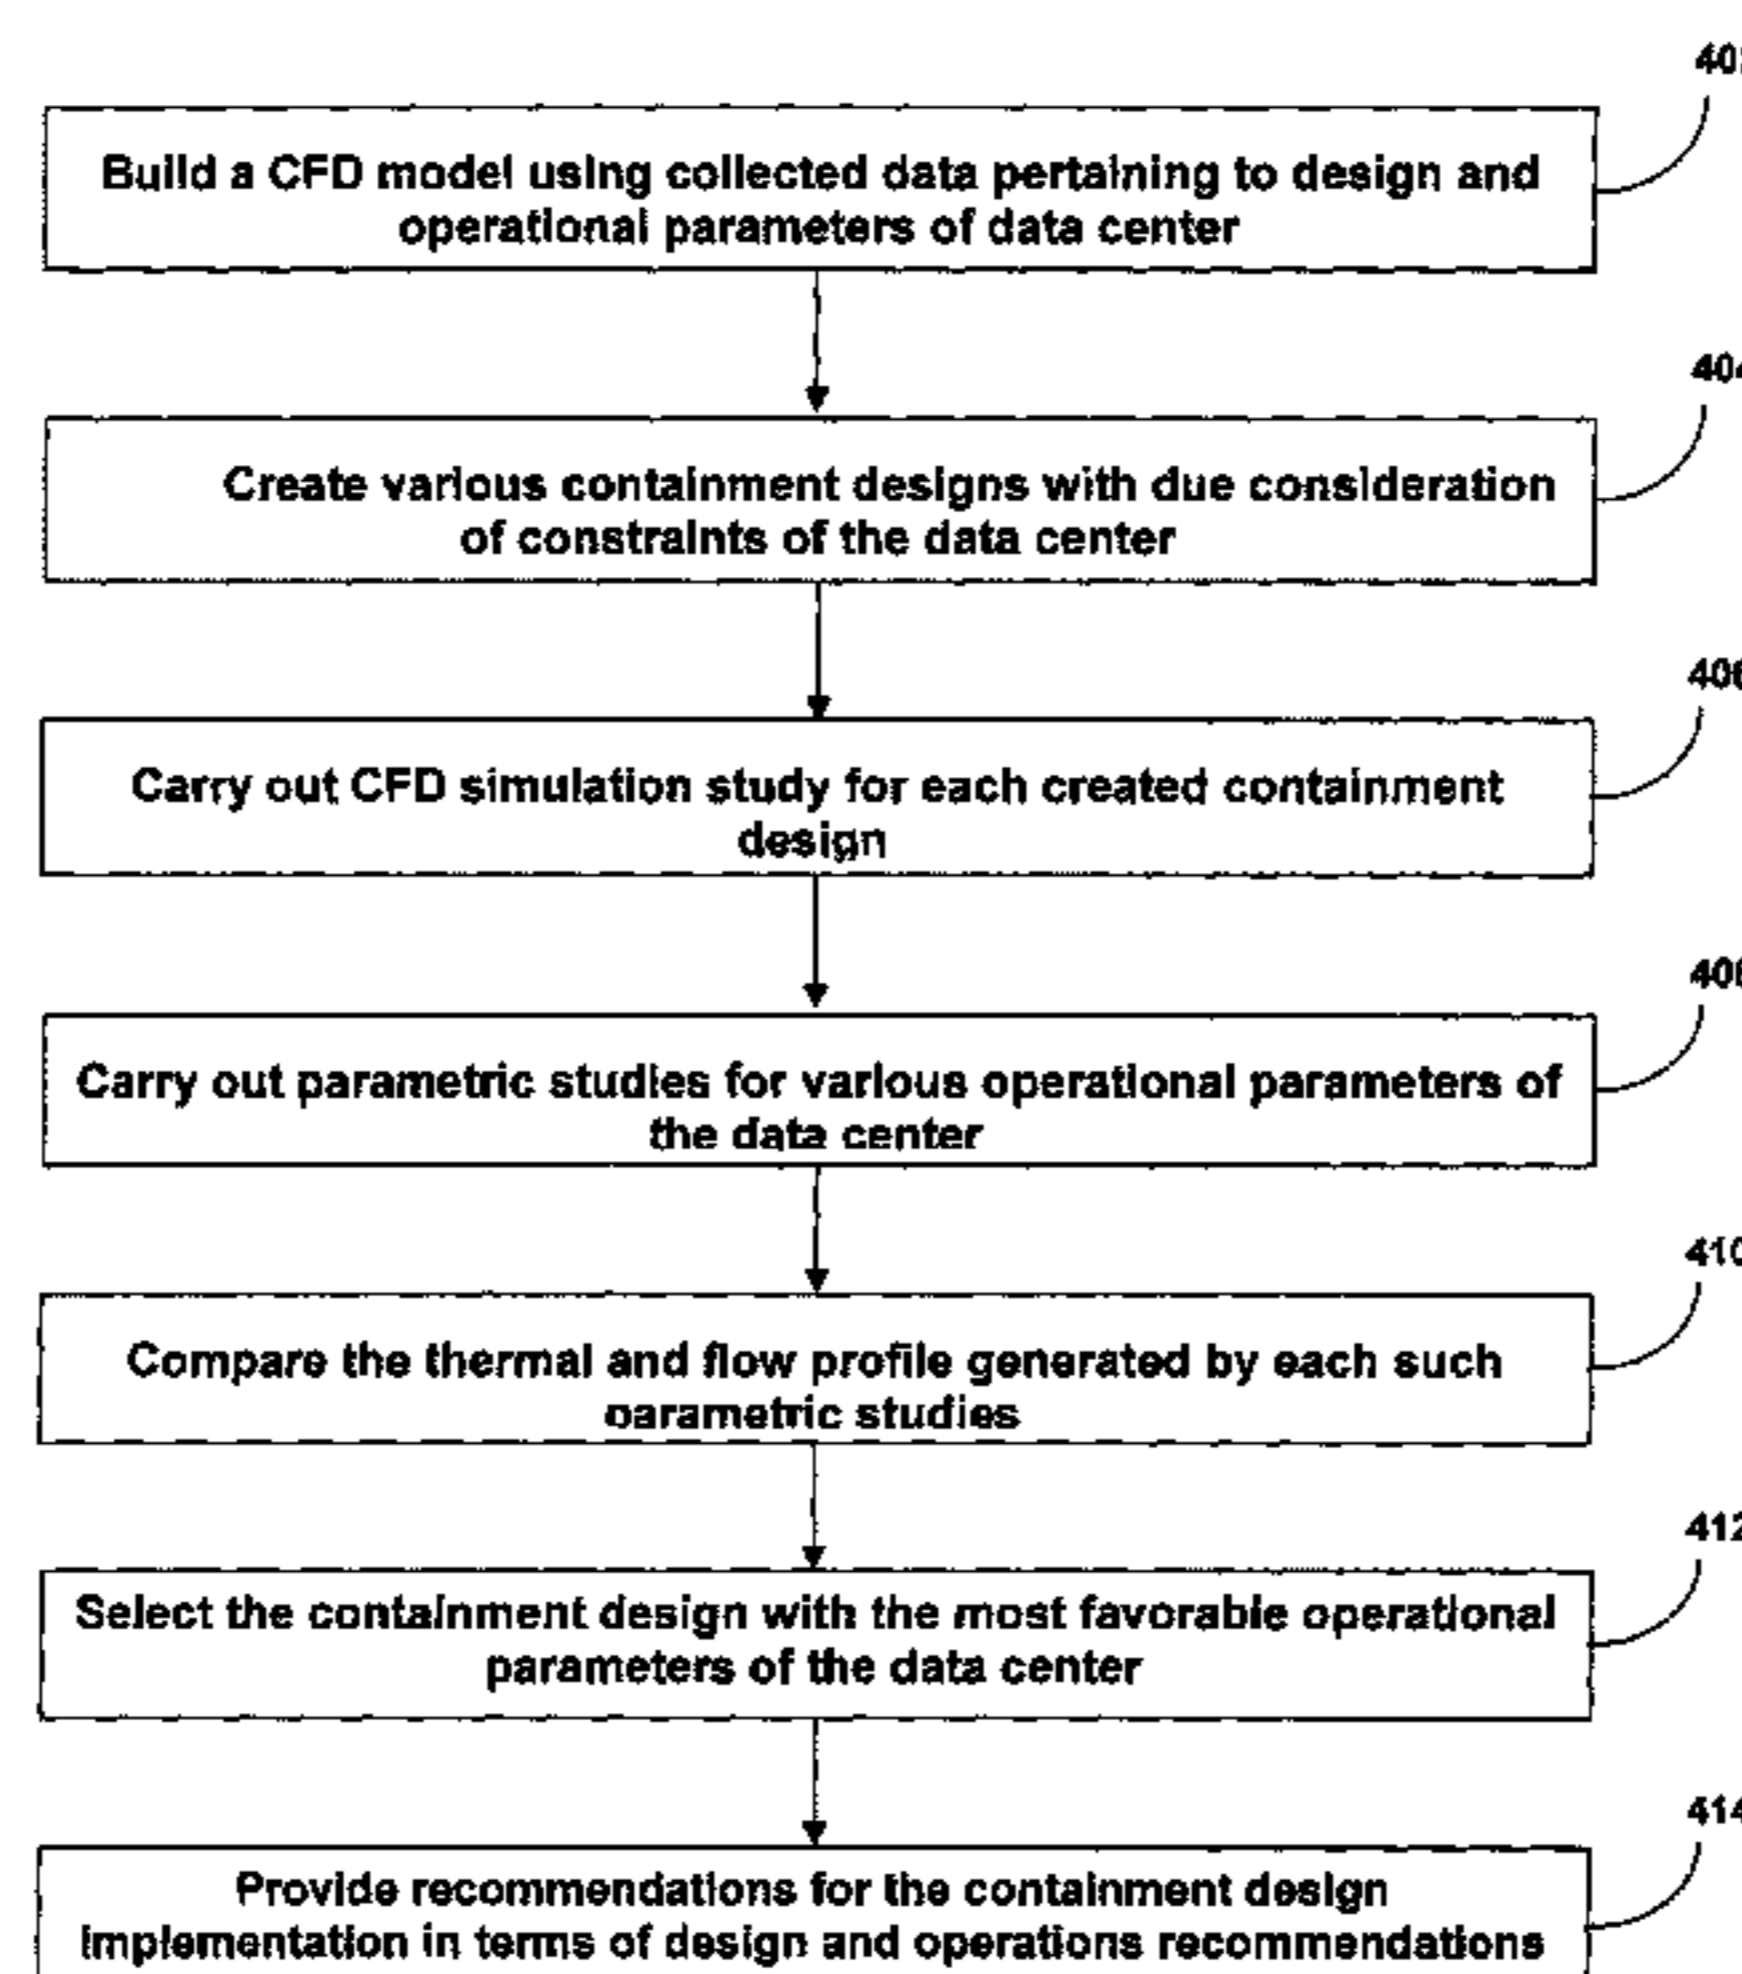 402
Build a CFD model using collected data pertaining to design and
operational parameters of data center
404
Create various containment designs with due consideration
of constraints of the data center
406
Carry out CFD simulation study for each created containment
design
408
Carry out parametric studies for various operational parameters of
the data center
410
Compare the thermal and flow profile generated by each such
parametric studies
412
Select the containment design with the most favorable operational
parameters of the data center
414
Provide recommendations for the containment design
implementation in terms of design and operations recommendations